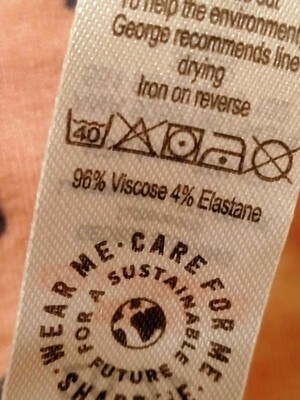 To help the environment
George recommends line
drying
Iron on reverse
40
96% Viscose 4% Elastane
WEAR ME · CARE FOR ME
FOR A SUSTAINABLE
FUTURE